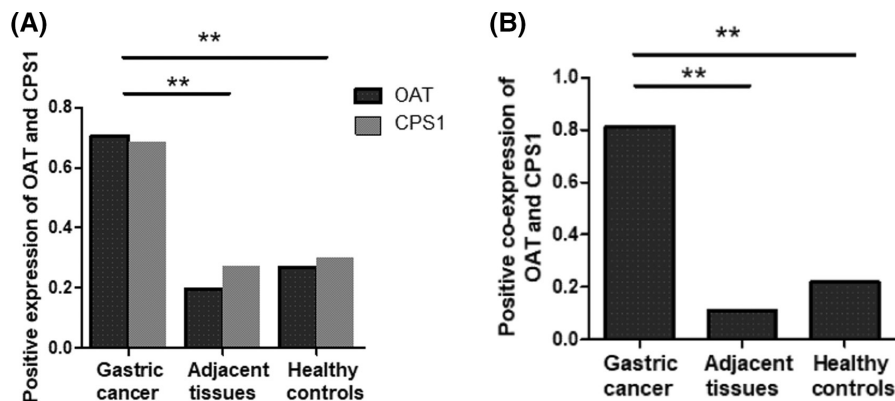 (A)
**
**
OAT
CPS1
Positive expression of OAT and CPS1
0.8
0.6
0.4
0.2
0.0
Gastric
cancer
Adjacent
tissues
Healthy
controls
(B)
**
**
Positive co-expression of
OAT and CPS1
1.0
0.8
0.6
0.4
0.2
0.0
Gastric
cancer
Adjacent
tissues
Healthy
controls